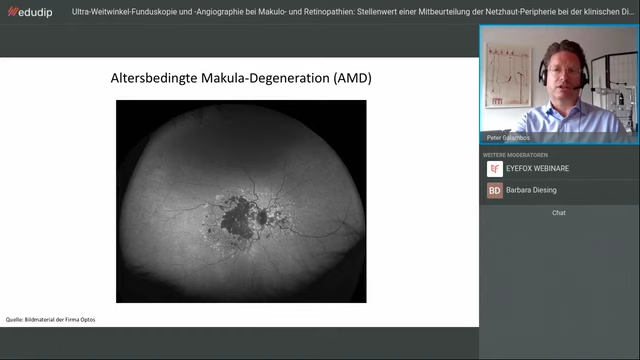 edudip
Ultra-Weitwinkel-Funduskopie und -Angiographie bei Makulo- und Retinopathien: Stellenwert einer Mitbeurteilung der Netzhaut-Peripherie bei der klinischen Di...
Altersbedingte Makula-Degeneration (AMD)
Quelle: Bildmaterial der Firma Optos
Peter Galambos
WEITERE MODERATOREN
EYEFOX WEBINARE
BD
Barbara Diesing
Chat